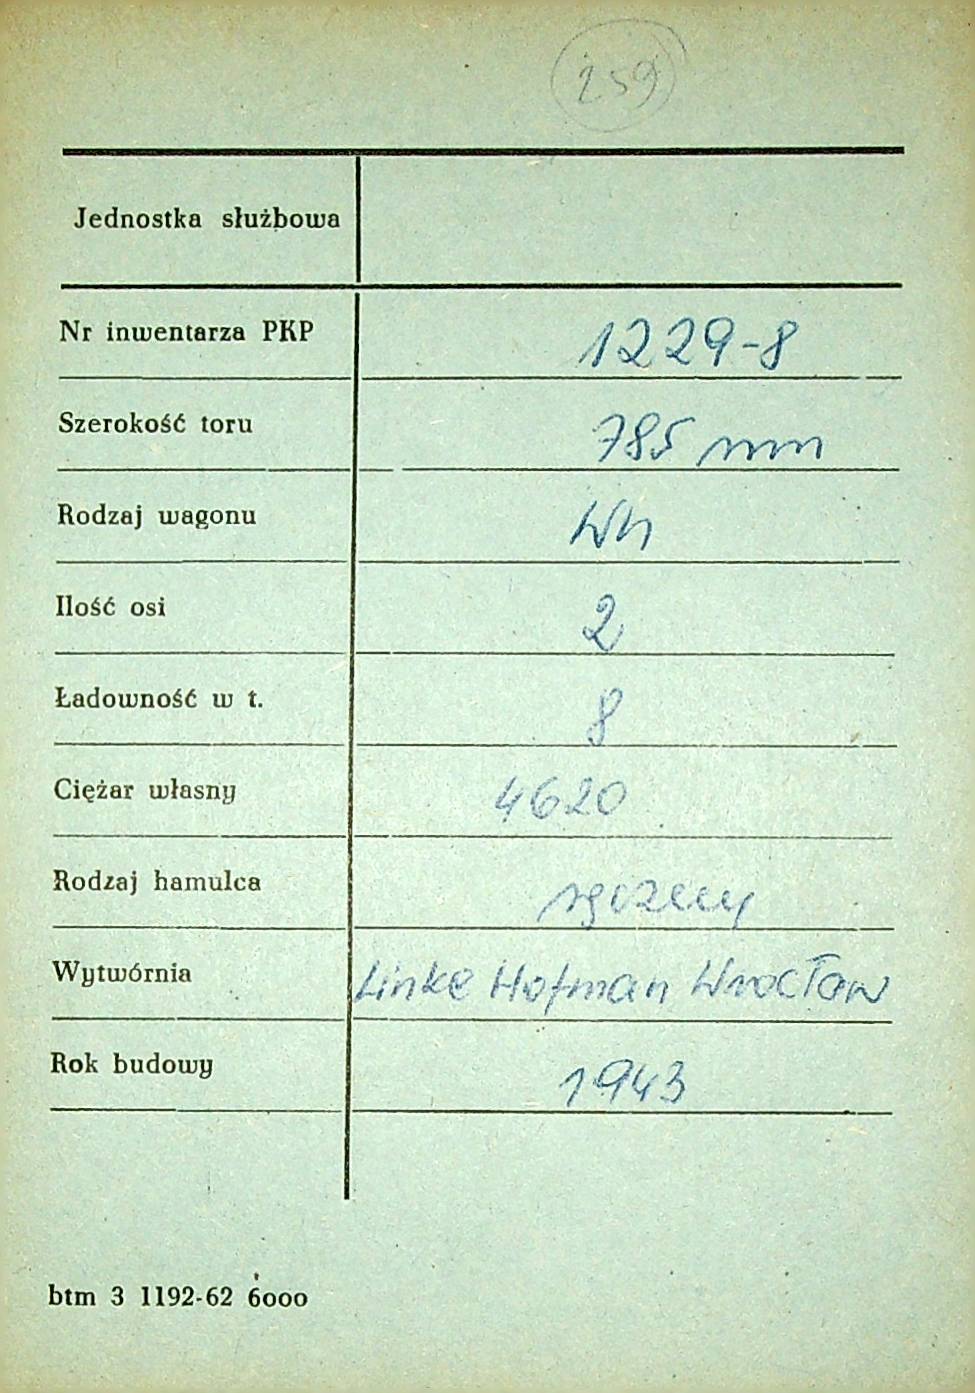 259
Jednostka służbowa
Nr inwentarza PKP 1229-8
Szerokość toru 785 mm
Rodzaj wagonu Wh
Ilość osi 2
Ładowność w t. 8
Ciężar własny 4620
Rodzaj hamulca ręczny
Wytwórnia Linke Hofman Wrocław
Rok budowy 1943
btm 3 1192-62 6000